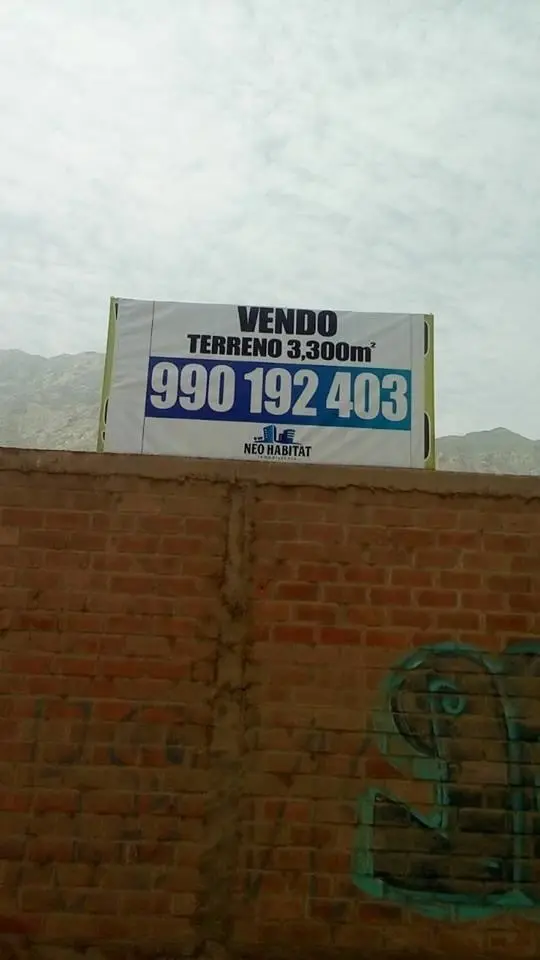 VENDO
TERRENO 3,300m²
990 192 403
NEO HABITAT